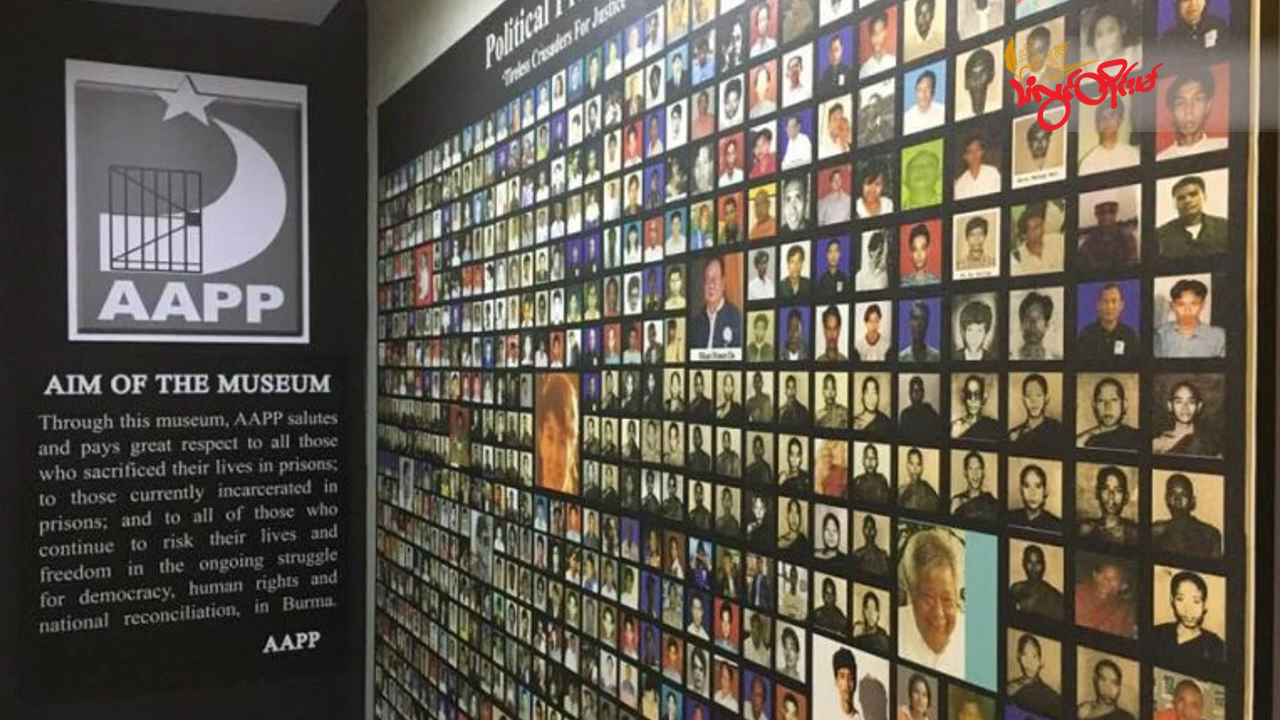 AAPP
AIM OF THE MUSEUM
Through this museum, AAPP salutes
and pays great respect to all those
who sacrificed their lives in prisons;
to those currently incarcerated in
prisons; and to all of those who
continue to risk their lives and
freedom in the ongoing struggle
for democracy, human rights and
national reconciliation, in Burma.
AAPP
Political
Tireless Crusaders For Justice